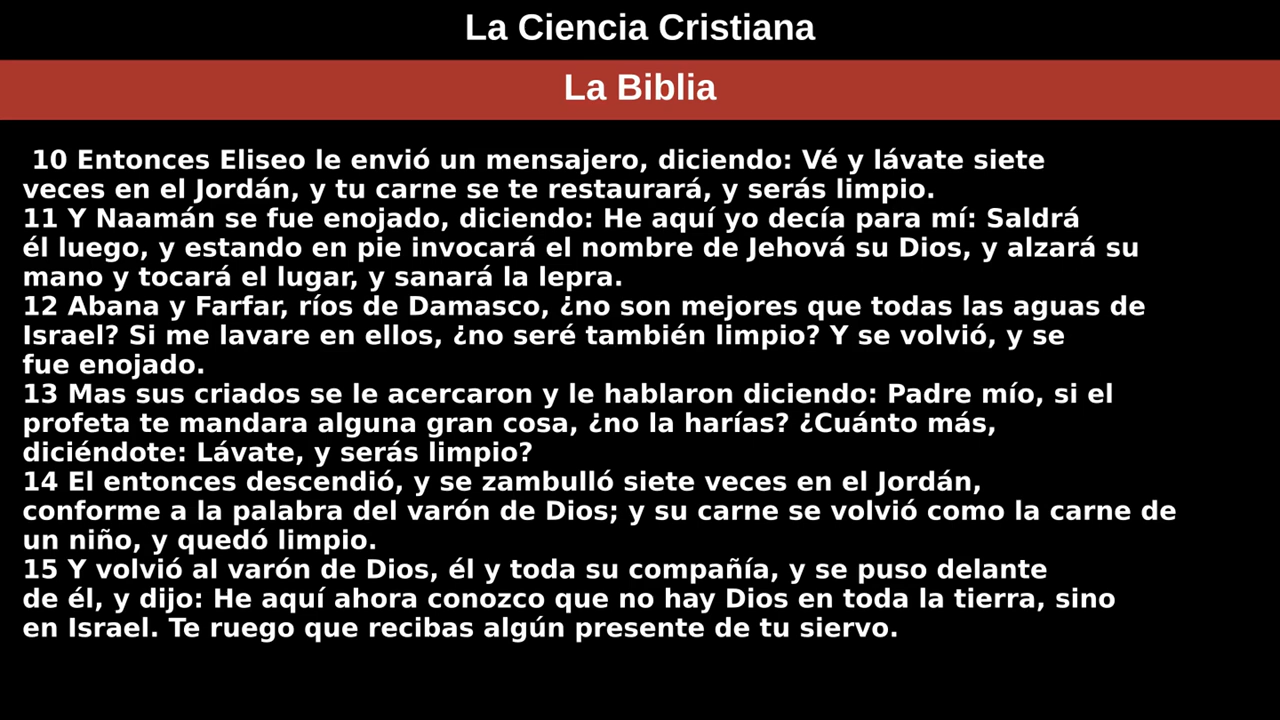 La Ciencia Cristiana
La Biblia
10 Entonces Eliseo le envió un mensajero, diciendo: Vé y lávate siete
veces en el Jordán, y tu carne se te restaurará, y serás limpio.
11 Y Naamán se fue enojado, diciendo: He aquí yo decía para mí: Saldrá
él luego, y estando en pie invocará el nombre de Jehová su Dios, y alzará su
mano y tocará el lugar, y sanará la lepra.
12 Abana y Farfar, ríos de Damasco, ¿no son mejores que todas las aguas de
Israel? Si me lavare en ellos, ¿no seré también limpio? Y se volvió, y se
fue enojado.
13 Mas sus criados se le acercaron y le hablaron diciendo: Padre mío, si el
profeta te mandara alguna gran cosa, ¿no la harías? ¿Cuánto más,
diciéndote: Lávate, y serás limpio?
14 El entonces descendió, y se zambulló siete veces en el Jordán,
conforme a la palabra del varón de Dios; y su carne se volvió como la carne de
un niño, y quedó limpio.
15 Y volvió al varón de Dios, él y toda su compañía, y se puso delante
de él, y dijo: He aquí ahora conozco que no hay Dios en toda la tierra, sino
en Israel. Te ruego que recibas algún presente de tu siervo.